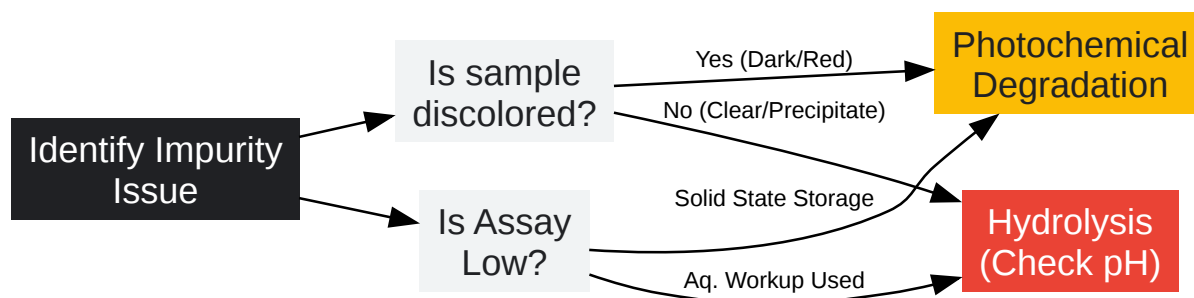 Identify Impurity
Issue
Is sample
discolored?
Is Assay
Low?
Yes (Dark/Red)
No (Clear/Precipitate)
Solid State Storage
Aq. Workup Used
Photochemical
Degradation
Hydrolysis
(Check pH)